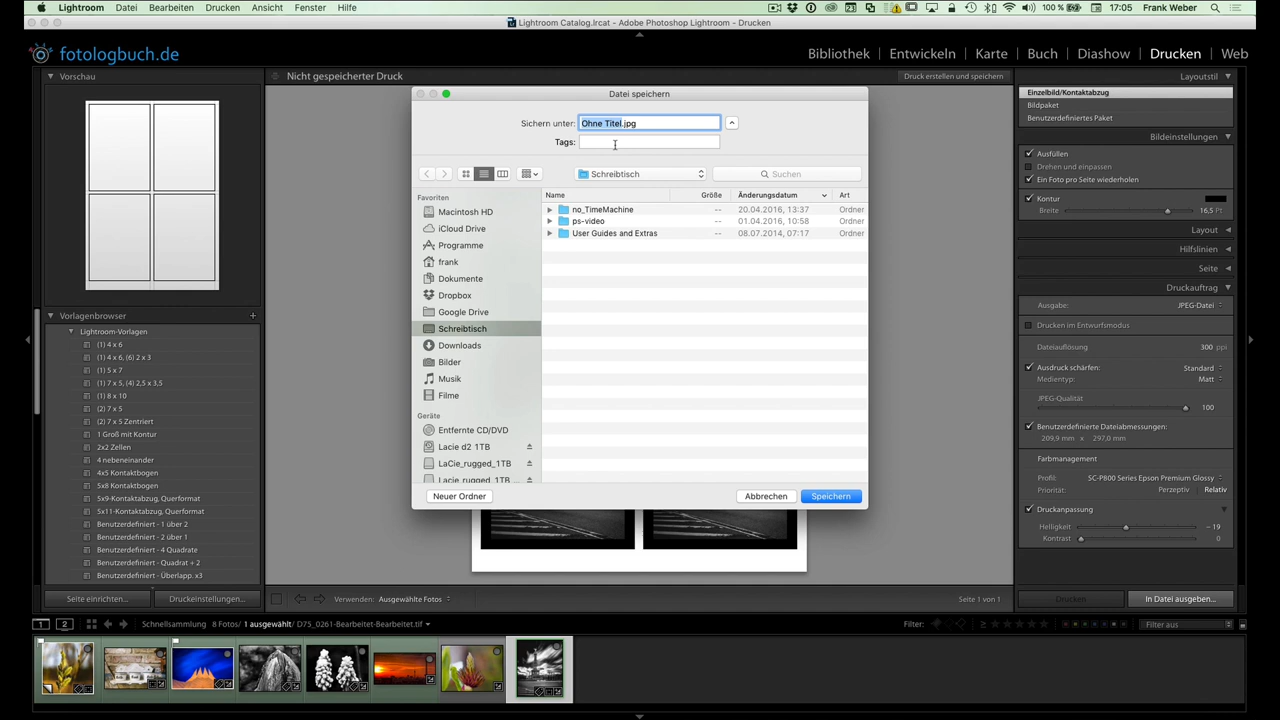 Lightroom Datei Bearbeiten Drucken Ansicht Fenster Hilfe 23 100 % 17:05 Frank Weber
Lightroom Catalog.lrcat - Adobe Photoshop Lightroom - Drucken
fotologbuch.de
Bibliothek Entwickeln Karte Buch Diashow Drucken Web
Vorschau
Nicht gespeicherter Druck
Druck erstellen und speichern
Layoutstil
Einzelbild/Kontaktabzug
Bildpaket
Benutzerdefiniertes Paket
Bildeinstellungen
Ausfüllen
Drehen und einpassen
Ein Foto pro Seite wiederholen
Kontur
Breite 16,5 Pt
Layout
Hilfslinien
Seite
Druckauftrag
Ausgabe: JPEG-Datei
Drucken im Entwurfsmodus
Dateiauflösung 300 ppi
Ausdruck schärfen: Standard
Medientyp: Matt
JPEG-Qualität
100
Benutzerdefinierte Dateiabmessungen:
209,9 mm x 297,0 mm
Farbmanagement
Profil: SC-P800 Series Epson Premium Glossy
Priorität: Perzeptiv Relativ
Druckanpassung
Helligkeit – 19
Kontrast 0
Drucken
In Datei ausgeben...
Datei speichern
Sichern unter: Ohne Titel.jpg
Tags:
Schreibtisch
Suchen
Favoriten
Macintosh HD
iCloud Drive
Programme
frank
Dokumente
Dropbox
Google Drive
Schreibtisch
Downloads
Bilder
Musik
Filme
Geräte
Entfernte CD/DVD
Lacie d2 1TB
LaCie_rugged_1TB
Lacie_rugged_1TB
Name Größe Änderungsdatum Art
no_TimeMachine -- 20.04.2016, 13:37 Ordner
ps-video -- 01.04.2016, 10:58 Ordner
User Guides and Extras -- 08.07.2014, 07:17 Ordner
Neuer Ordner
Abbrechen
Speichern
Vorlagenbrowser
Lightroom-Vorlagen
(1) 4 x 6
(1) 4 x 6, (6) 2 x 3
(1) 5 x 7
(1) 7 x 5, (4) 2,5 x 3,5
(1) 8 x 10
(2) 7 x 5
(2) 7 x 5 Zentriert
1 Groß mit Kontur
2x2 Zellen
4 nebeneinander
4x5 Kontaktbogen
5x8 Kontaktbogen
5x9-Kontaktabzug, Querformat
5x11-Kontaktabzug, Querformat
Benutzerdefiniert - 1 über 2
Benutzerdefiniert - 2 über 1
Benutzerdefiniert - 4 Quadrate
Benutzerdefiniert - Quadrat + 2
Benutzerdefiniert - Überlapp. x3
Seite einrichten...
Druckeinstellungen...
Verwenden: Ausgewählte Fotos
Seite 1 von 1
1 2 Schnellsammlung 8 Fotos / 1 ausgewählt / D75_0261-Bearbeitet-Bearbeitet.tif
Filter: Filter aus